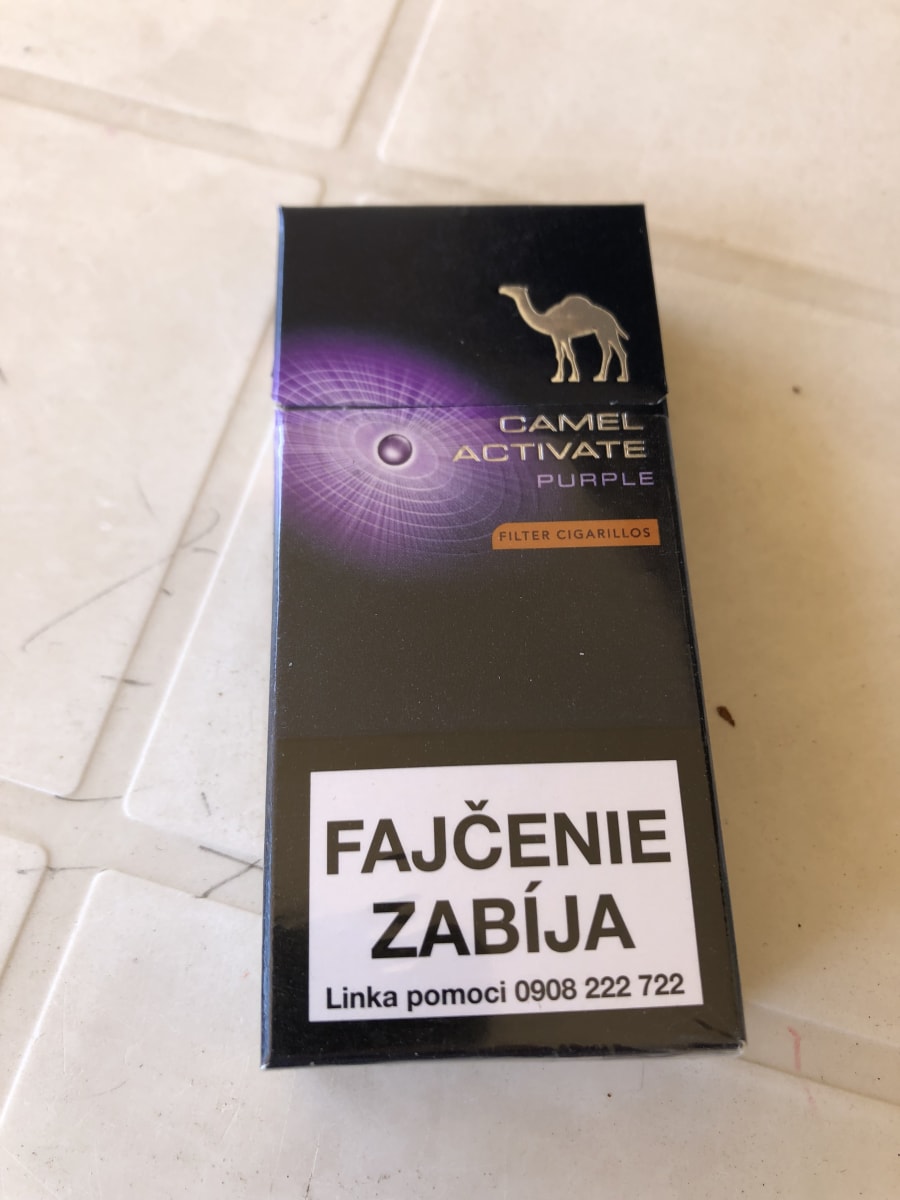 CAMEL
ACTIVATE
PURPLE
FILTER CIGARILLOS
FAJČENIE
ZABÍJA
Linka pomoci 0908 222 722